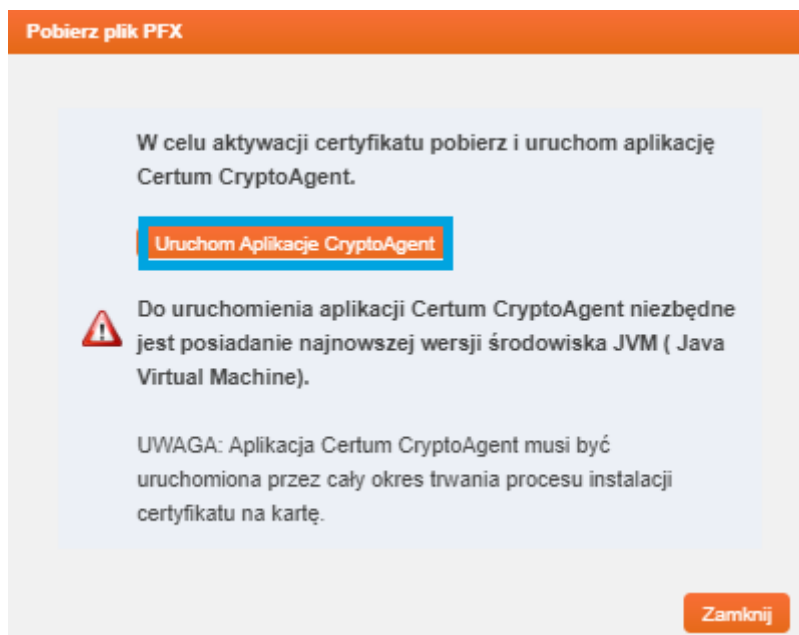 Pobierz plik PFX
W celu aktywacji certyfikatu pobierz i uruchom aplikację
Certum CryptoAgent.
Uruchom Aplikacje CryptoAgent
Do uruchomienia aplikacji Certum CryptoAgent niezbędne
jest posiadanie najnowszej wersji środowiska JVM ( Java
Virtual Machine).
UWAGA: Aplikacja Certum CryptoAgent musi być
uruchomiona przez cały okres trwania procesu instalacji
certyfikatu na kartę.
Zamknij